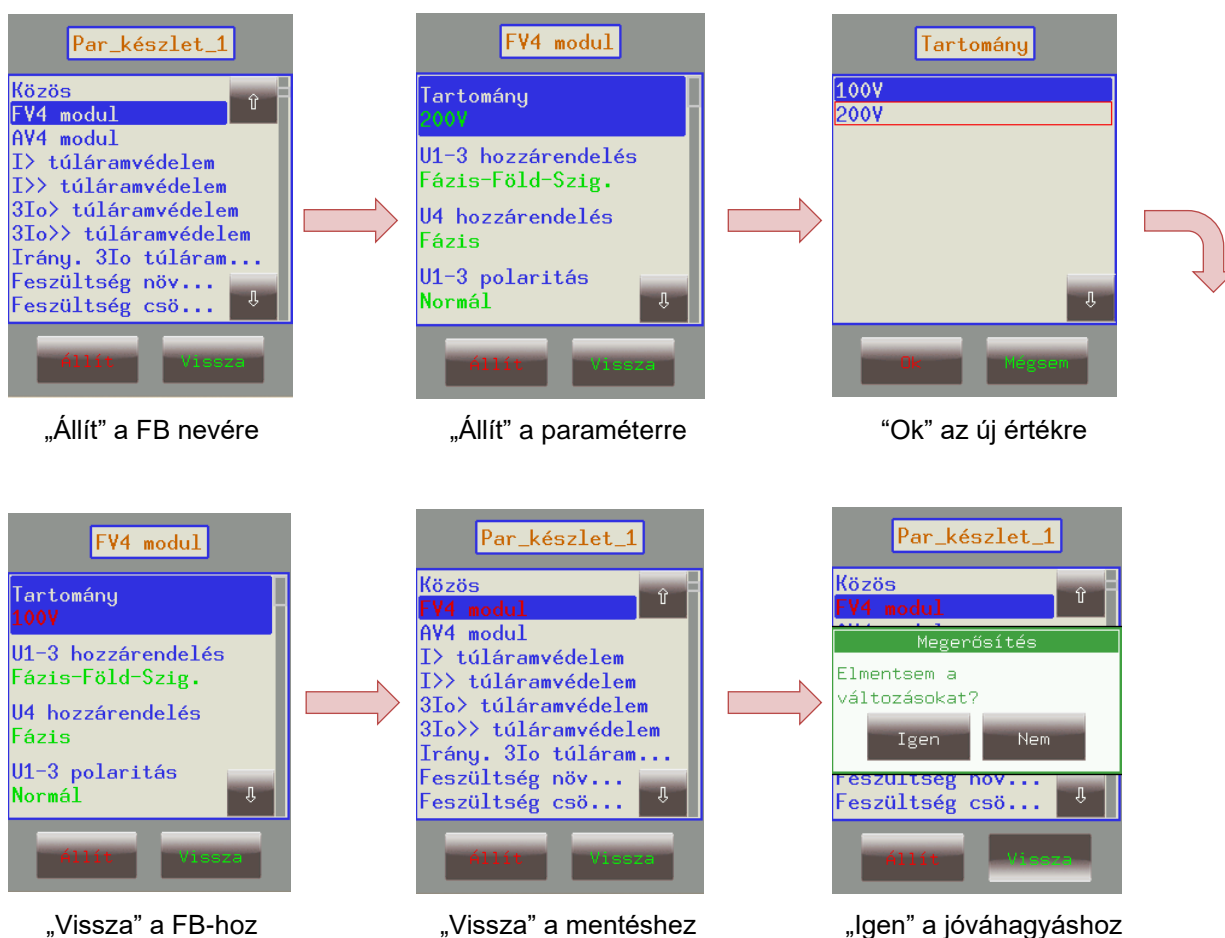 Par_készlet_1
Közös
FV4 modul
AV4 modul
I> túláramvédelem
I>> túláramvédelem
3Io> túláramvédelem
3Io>> túláramvédelem
Irány. 3Io túláram...
Feszültség növ...
Feszültség csö...
Állít
Vissza
„Állít” a FB nevére
FV4 modul
Tartomány
200V
U1-3 hozzárendelés
Fázis-Föld-Szig.
U4 hozzárendelés
Fázis
U1-3 polaritás
Normál
Állít
Vissza
„Állít” a paraméterre
Tartomány
100V
200V
Ok
Mégsem
“Ok” az új értékre
FV4 modul
Tartomány
100V
U1-3 hozzárendelés
Fázis-Föld-Szig.
U4 hozzárendelés
Fázis
U1-3 polaritás
Normál
Állít
Vissza
„Vissza” a FB-hoz
Par_készlet_1
Közös
FV4 modul
AV4 modul
I> túláramvédelem
I>> túláramvédelem
3Io> túláramvédelem
3Io>> túláramvédelem
Irány. 3Io túláram...
Feszültség növ...
Feszültség csö...
Állít
Vissza
„Vissza” a mentéshez
Par_készlet_1
Közös
FV4 modul
Megerősítés
Elmentsem a
változásokat?
Igen
Nem
Feszültség növ...
Feszültség csö...
Állít
Vissza
„Igen” a jóváhagyáshoz